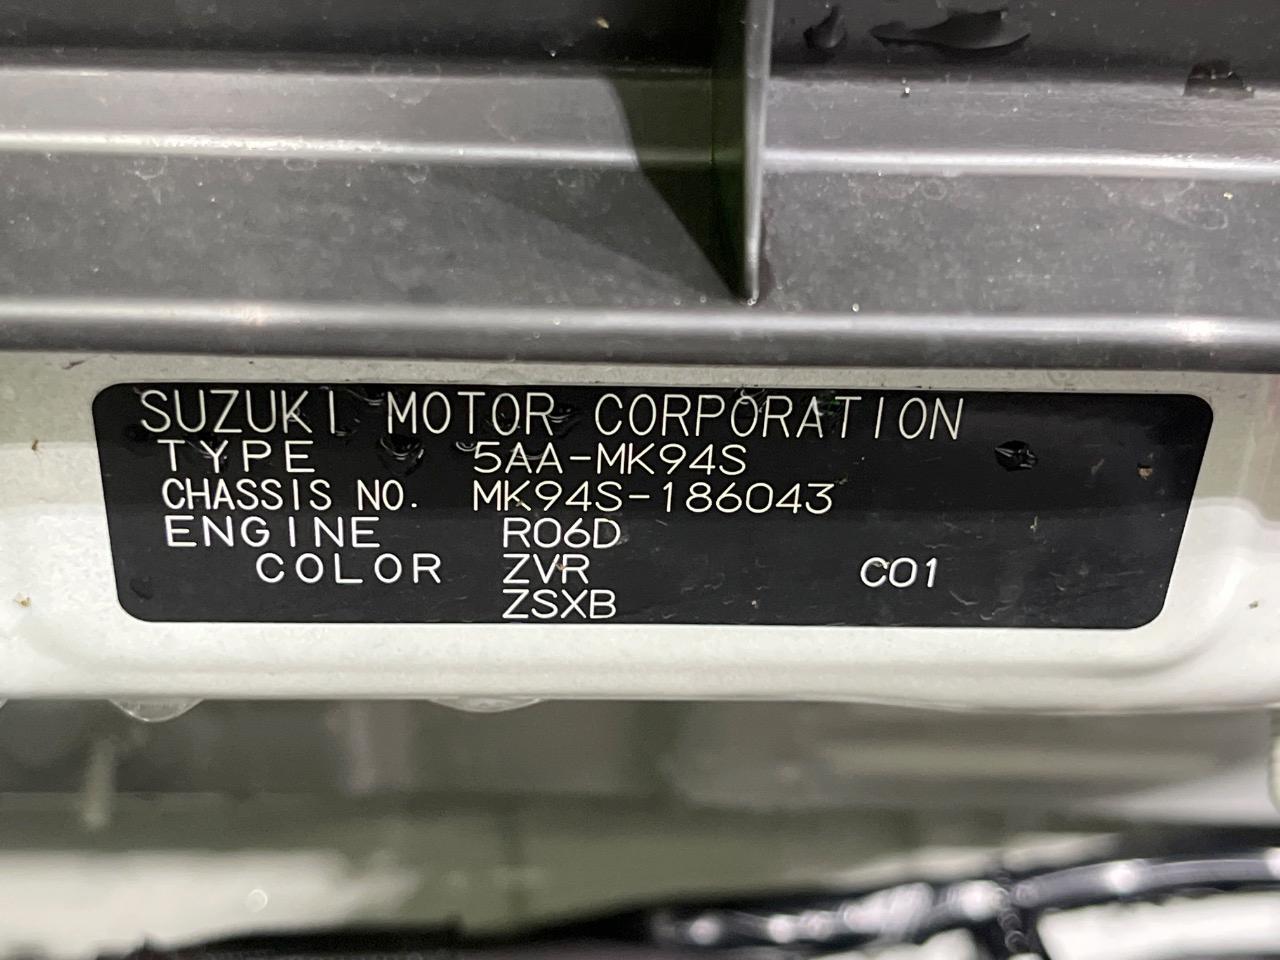 SUZUKI MOTOR CORPORATION
TYPE 5AA-MK94S
CHASSIS NO. MK94S-186043
ENGINE R06D
COLOR ZVR C01
ZSXB